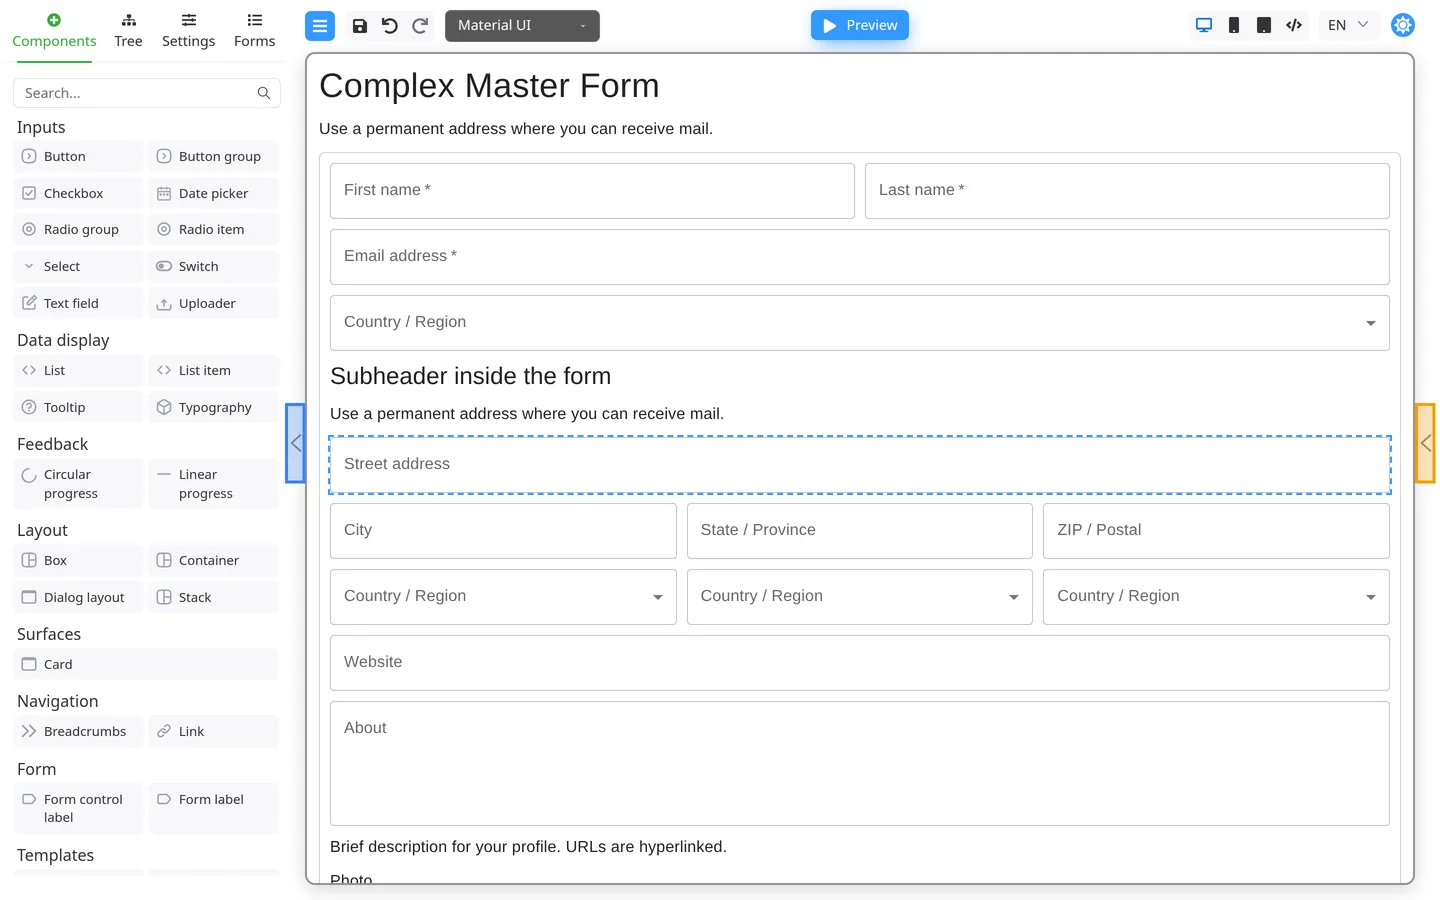 Components Tree Settings Forms
Material UI
Preview
EN
Search...
Inputs
Button
Button group
Checkbox
Date picker
Radio group
Radio item
Select
Switch
Text field
Uploader
Data display
List
List item
Tooltip
Typography
Feedback
Circular progress
Linear progress
Layout
Box
Container
Dialog layout
Stack
Surfaces
Card
Navigation
Breadcrumbs
Link
Form
Form control label
Form label
Templates
Complex Master Form
Use a permanent address where you can receive mail.
First name *
Last name *
Email address *
Country / Region
Subheader inside the form
Use a permanent address where you can receive mail.
Street address
City
State / Province
ZIP / Postal
Country / Region
Country / Region
Country / Region
Website
About
Brief description for your profile. URLs are hyperlinked.
Photo